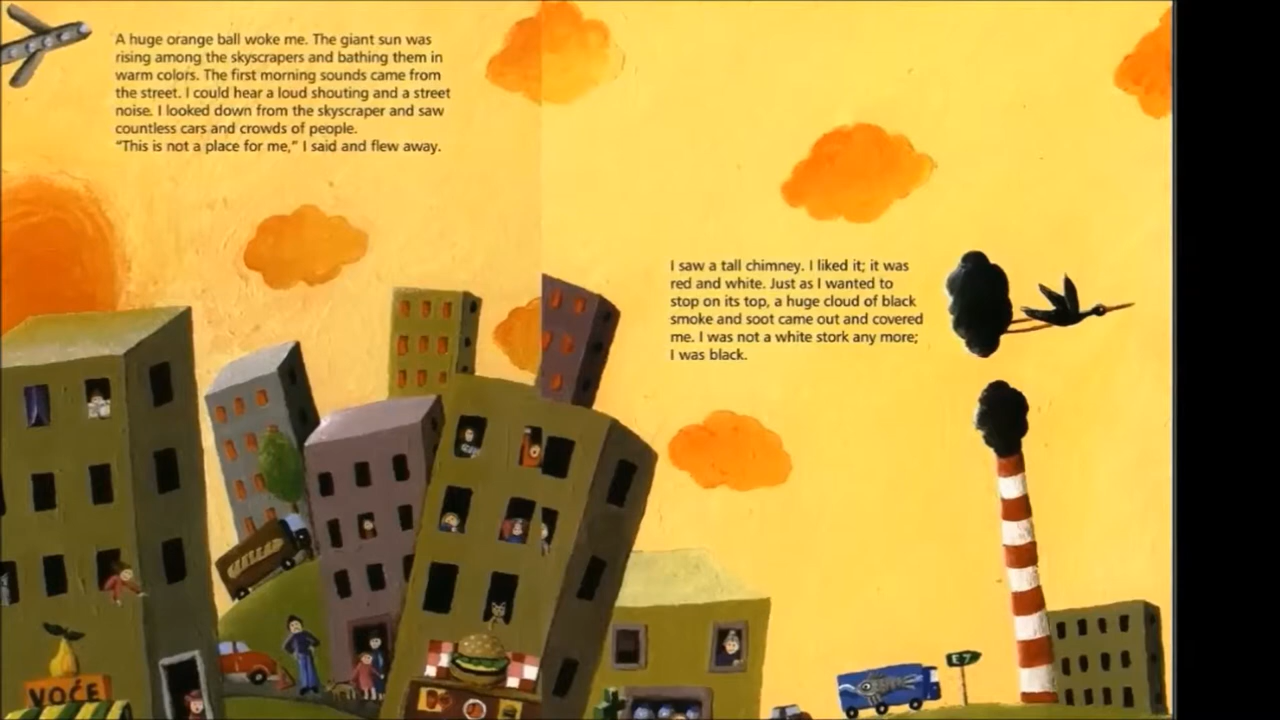 A huge orange ball woke me. The giant sun was
rising among the skyscrapers and bathing them in
warm colors. The first morning sounds came from
the street. I could hear a loud shouting and a street
noise. I looked down from the skyscraper and saw
countless cars and crowds of people.
“This is not a place for me,” I said and flew away.
I saw a tall chimney. I liked it; it was
red and white. Just as I wanted to
stop on its top, a huge cloud of black
smoke and soot came out and covered
me. I was not a white stork any more;
I was black.
VOĆE
E7